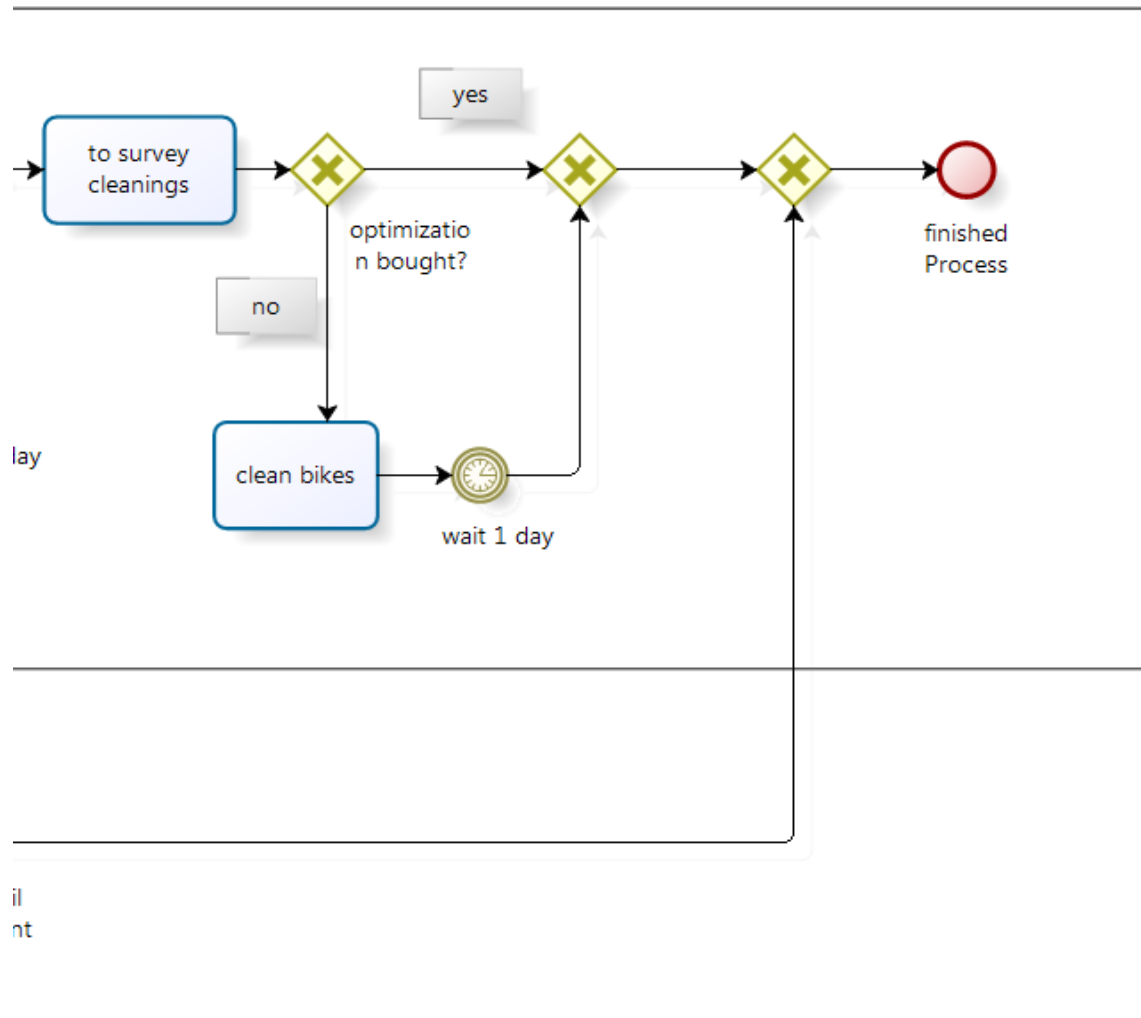 yes
to survey
cleanings
optimizatio
n bought?
finished
Process
no
lay
clean bikes
wait 1 day
il
nt